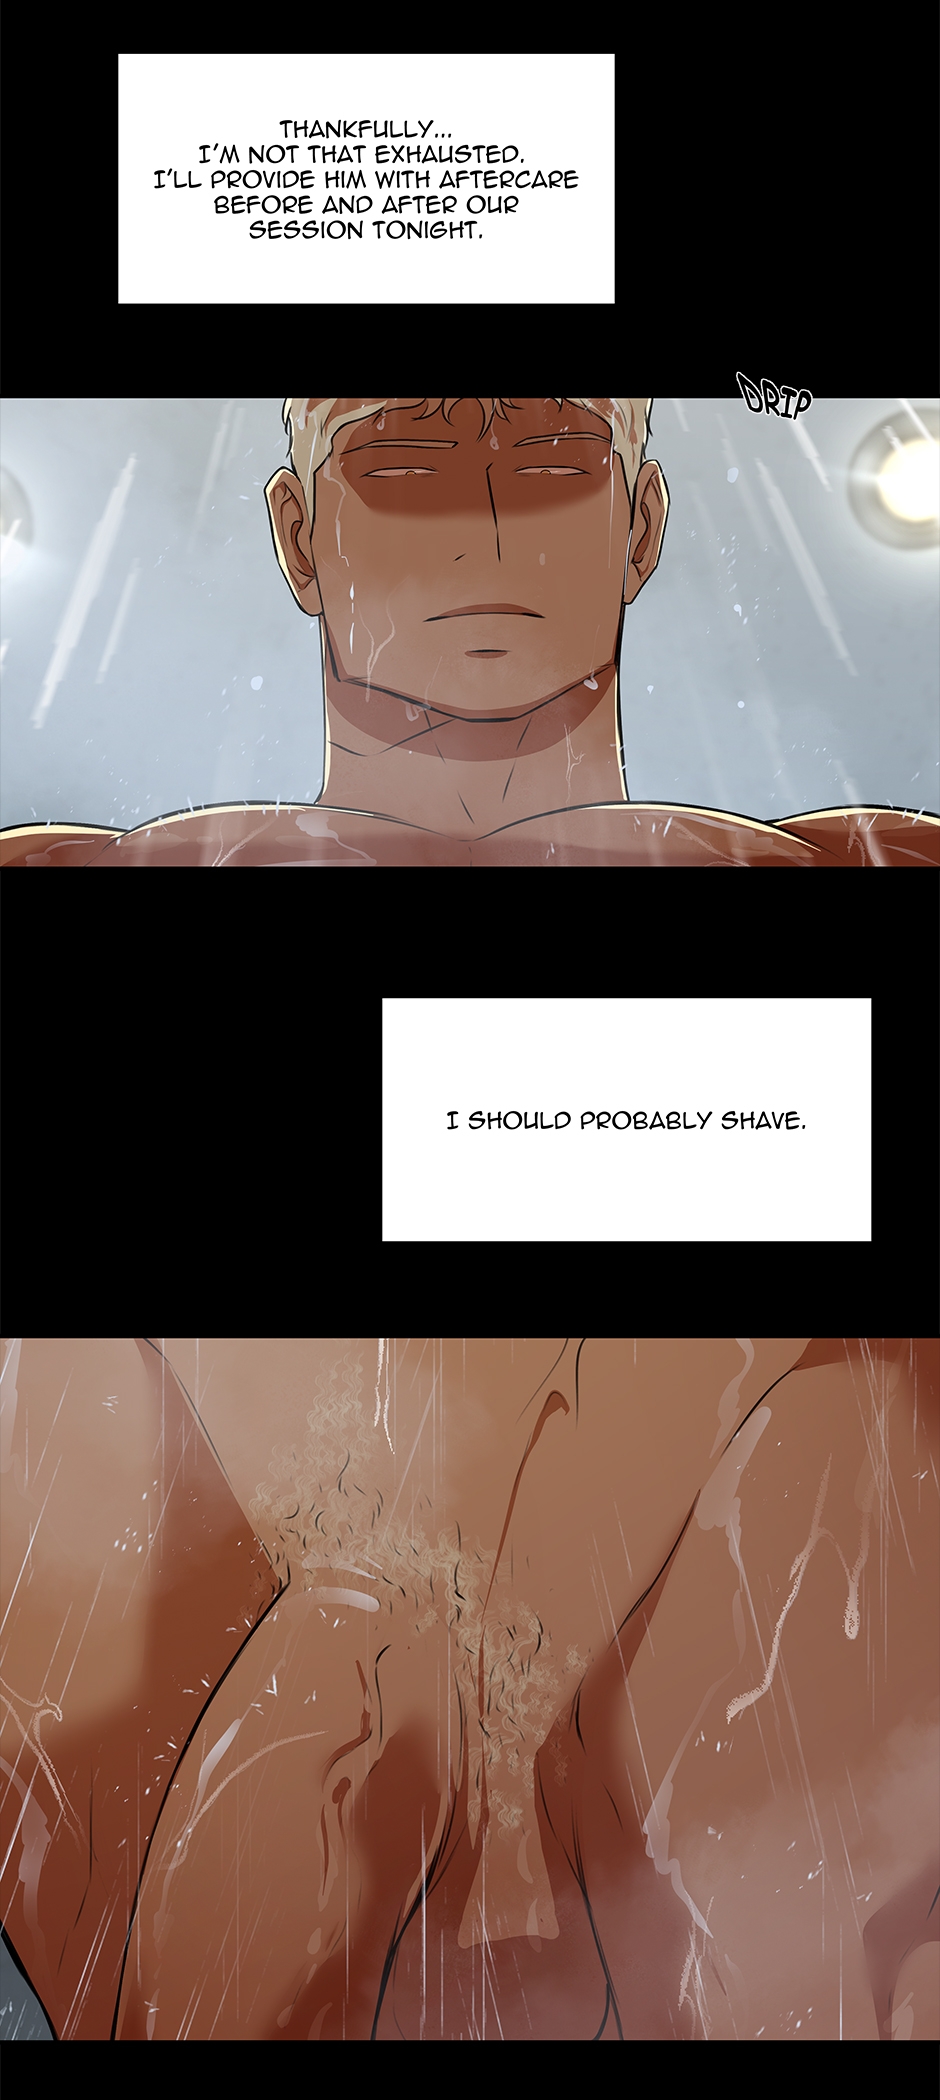 THANKFULLY...
I'M NOT THAT EXHAUSTED.
I'LL PROVIDE HIM WITH AFTERCARE
BEFORE AND AFTER OUR
SESSION TONIGHT.
DRIP
I SHOULD PROBABLY SHAVE.